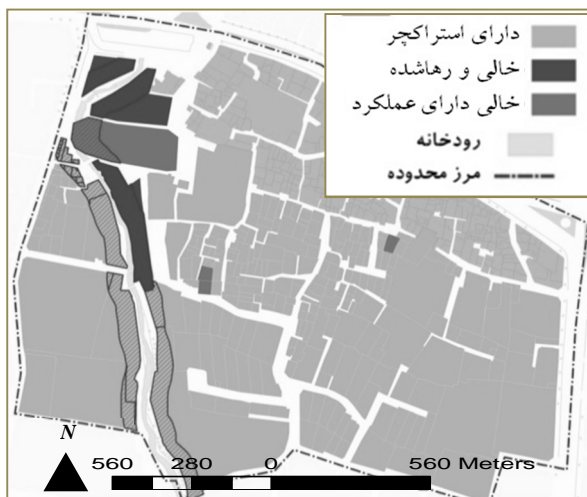 دارای استراکچر
خالی و رهاشده
خالی دارای عملکرد
رودخانه
مرز محدوده
N
560 280 0 560 Meters